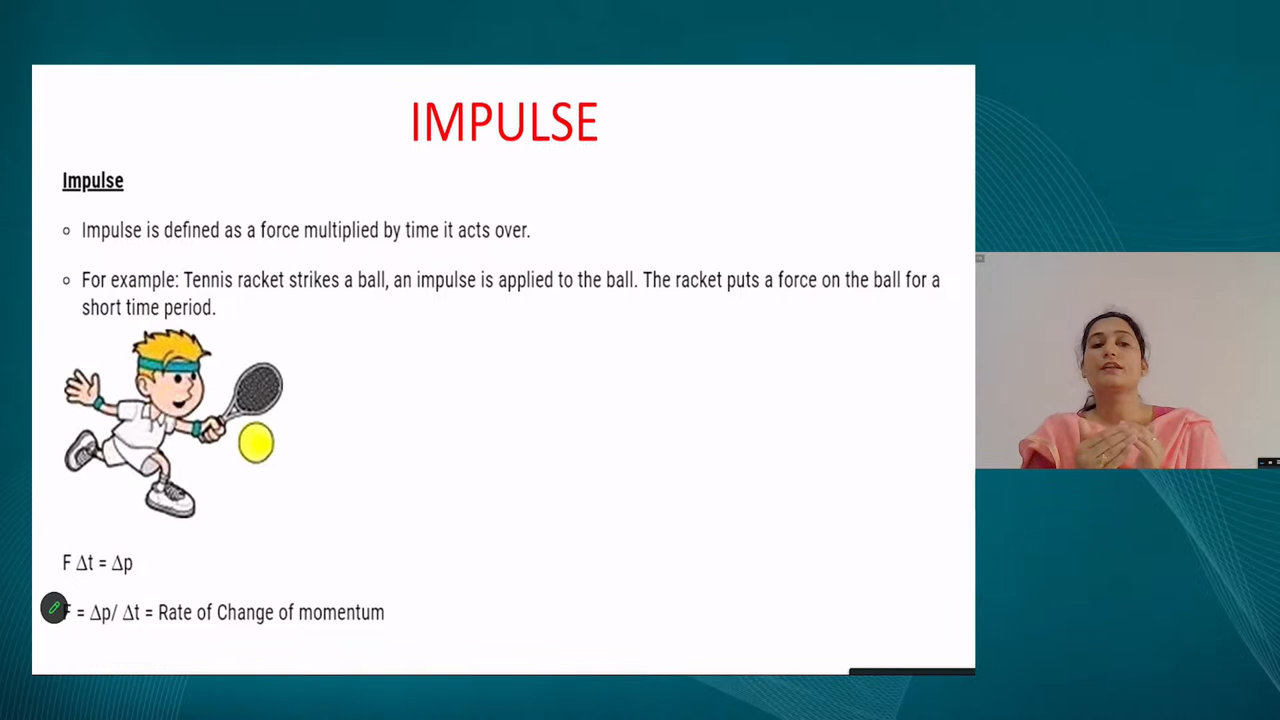 IMPULSE
Impulse
Impulse is defined as a force multiplied by time it acts over.
For example: Tennis racket strikes a ball, an impulse is applied to the ball. The racket puts a force on the ball for a
short time period.
F Δt = Δp
F = Δp/ Δt = Rate of Change of momentum